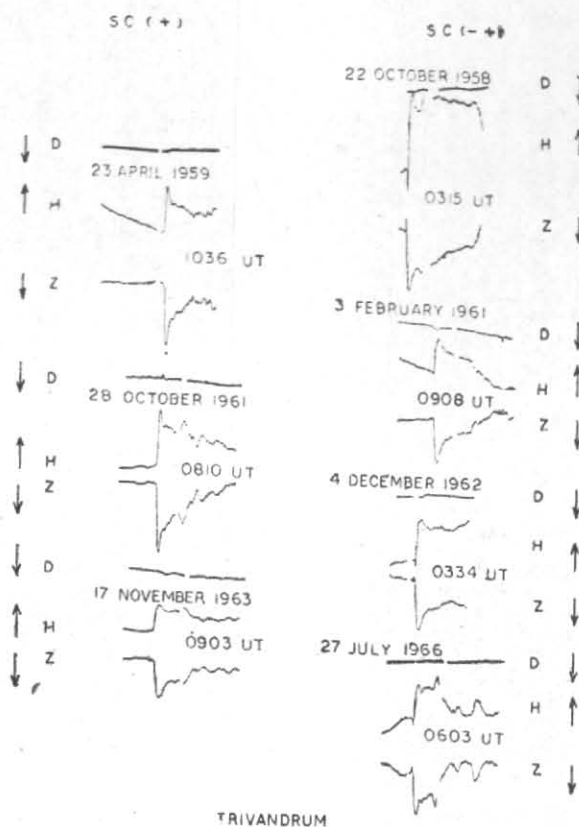 SC (+)
D
23 APRIL 1959
H
1036 UT
Z
D
28 OCTOBER 1961
H
0810 UT
Z
D
17 NOVEMBER 1963
H
0903 UT
Z
SC (- +)
22 OCTOBER 1958
D
H
0315 UT
Z
3 FEBRUARY 1961
D
H
0908 UT
Z
4 DECEMBER 1962
D
H
0334 UT
Z
27 JULY 1966
D
H
0603 UT
Z
TRIVANDRUM